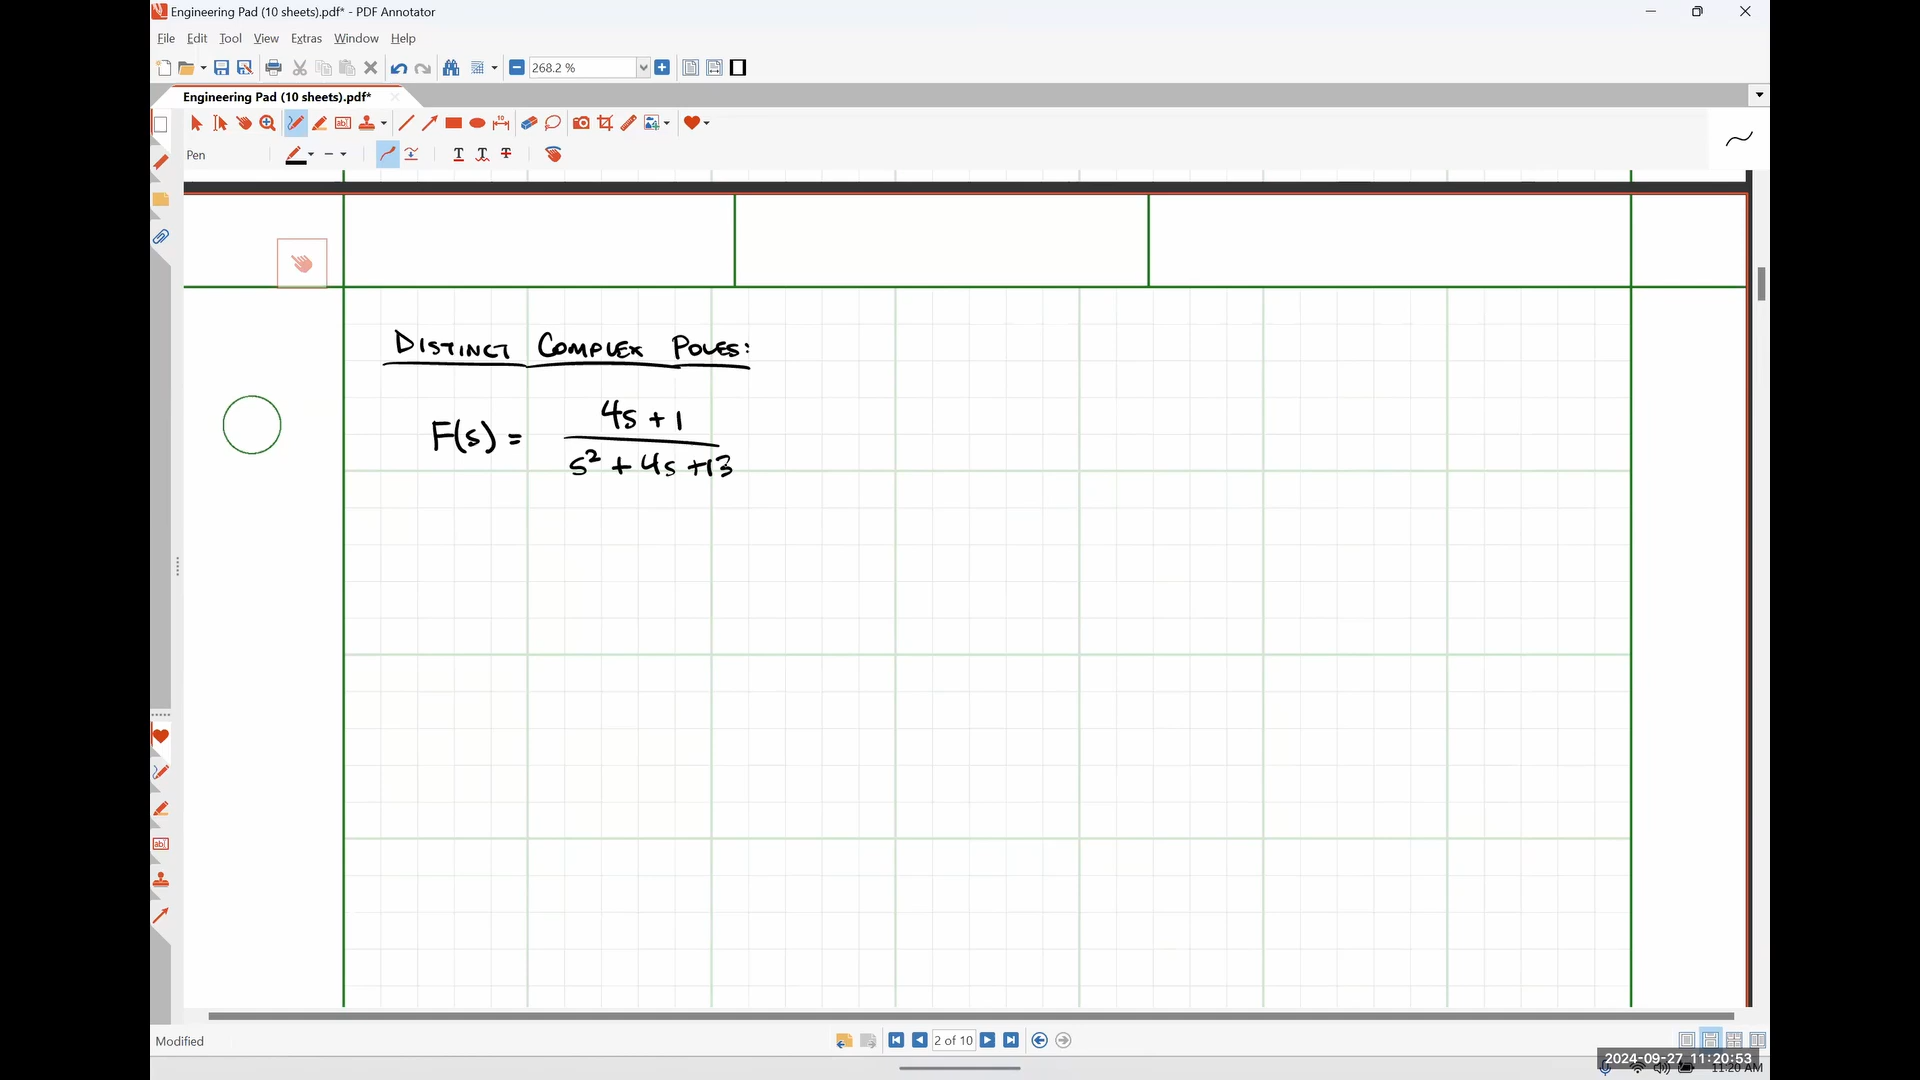 Engineering Pad (10 sheets).pdf* - PDF Annotator
File Edit Tool View Extras Window Help
268.2 %
Engineering Pad (10 sheets).pdf*
Pen
DISTINCT COMPLEX POLES:
F(s) = 4s + 1
s² + 4s + 13
Modified
2 of 10
2024-09-27 11:20:53
11:20 AM